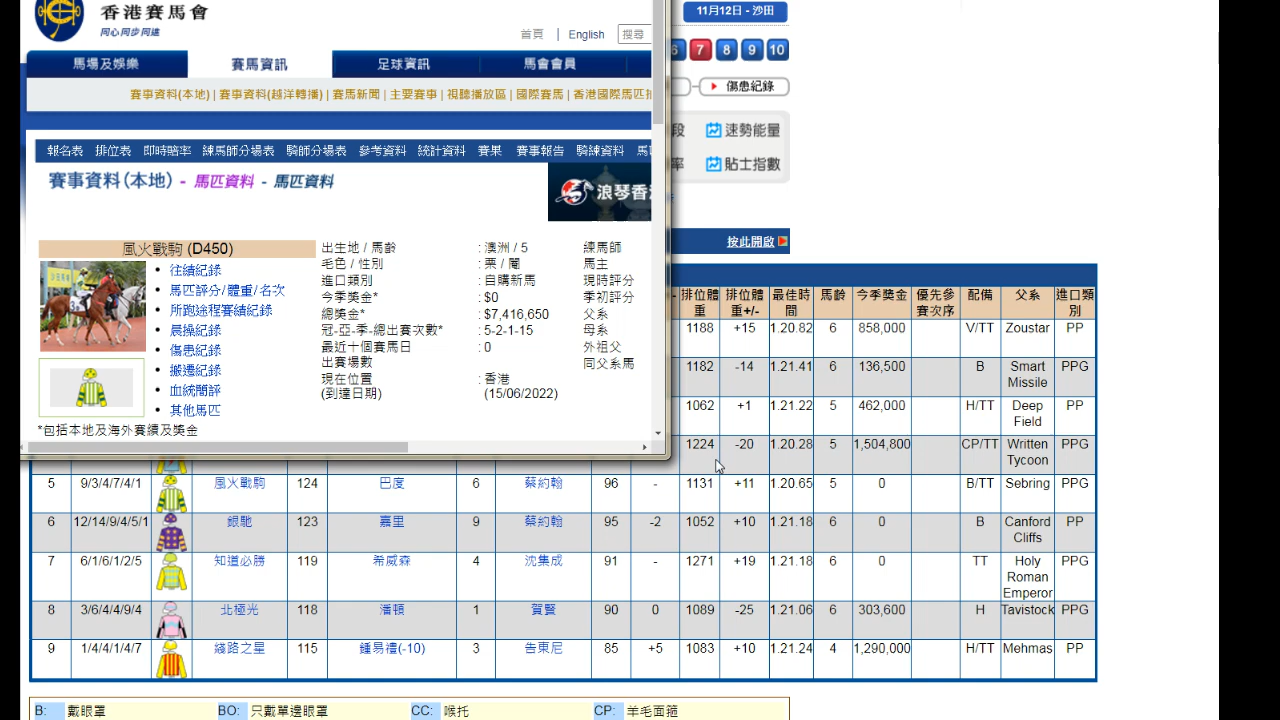 香港賽馬會
同心同步同進
首頁 | English 搜尋
馬場及娛樂 賽馬資訊 足球資訊 馬會會員
賽事資料(本地) | 賽事資料(越洋轉播) | 賽馬新聞 | 主要賽事 | 視聽播放區 | 國際賽馬 | 香港國際馬匹拍
報名表 排位表 即時賠率 練馬師分場表 騎師分場表 參考資料 統計資料 賽果 賽事報告 騎練資料 馬
賽事資料(本地) - 馬匹資料 - 馬匹資料
浪琴香
風火戰駒 (D450)
往績紀錄
馬匹評分/體重/名次
所跑途程賽績紀錄
晨操紀錄
傷患紀錄
搬遷紀錄
血統簡評
其他馬匹
*包括本地及海外賽績及獎金
出生地 / 馬齡 : 澳洲 / 5 練馬師
毛色 / 性別 : 栗 / 閹 馬主
進口類別 : 自購新馬 現時評分
今季獎金* : $0 季初評分
總獎金* : $7,416,650 父系
冠-亞-季-總出賽次數* : 5-2-1-15 母系
最近十個賽馬日 : 0 外祖父
出賽場數 同父系馬
現在位置 : 香港
(到達日期) (15/06/2022)
11月12日 - 沙田
6 7 8 9 10
傷患紀錄
段 速勢能量
率 貼士指數
按此開啟
排位體重 排位體重+/- 最佳時間 馬齡 今季獎金 優先參賽次序 配備 父系 進口類別
1188 +15 1.20.82 6 858,000 V/TT Zoustar PP
1182 -14 1.21.41 6 136,500 B Smart Missile PPG
1062 +1 1.21.22 5 462,000 H/TT Deep Field PP
1224 -20 1.20.28 5 1,504,800 CP/TT Written Tycoon PPG
5 9/3/4/7/4/1 風火戰駒 124 巴度 6 蔡約翰 96 - 1131 +11 1.20.65 6 0 B/TT Sebring PPG
6 12/14/9/4/5/1 銀馳 123 嘉里 9 蔡約翰 95 -2 1052 +10 1.21.18 6 0 B Canford Cliffs PP
7 6/1/6/1/2/5 知道必勝 119 希威森 4 沈集成 91 - 1271 +19 1.21.18 6 0 TT Holy Roman Emperor PPG
8 3/6/4/4/9/4 北極光 118 潘頓 1 賀賢 90 0 1089 -25 1.21.06 6 303,600 H Tavistock PPG
9 1/4/4/1/4/7 綫路之星 115 鍾易禮(-10) 3 告東尼 85 +5 1083 +10 1.21.24 4 1,290,000 H/TT Mehmas PP
B: 戴眼罩 BO: 只戴單邊眼罩 CC: 喉托 CP: 羊毛面箍